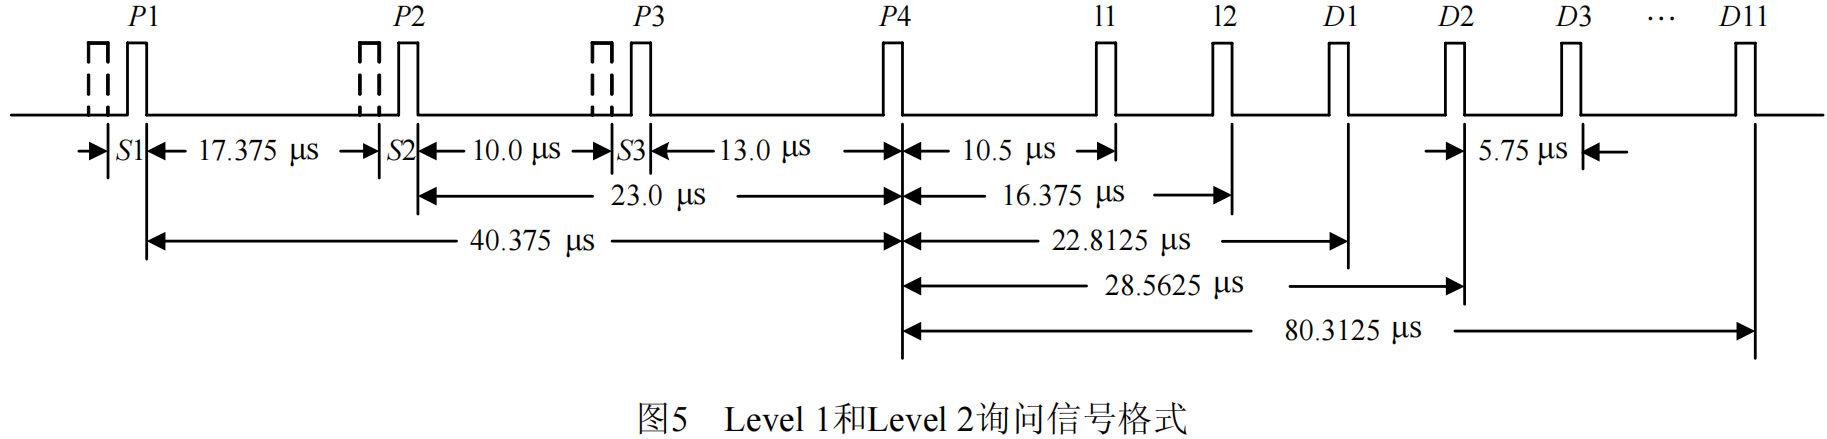 P1 P2 P3 P4 I1 I2 D1 D2 D3 ··· D11
S1 17.375 μs S2 10.0 μs S3 13.0 μs 10.5 μs 5.75 μs
23.0 μs 16.375 μs
40.375 μs 22.8125 μs
28.5625 μs
80.3125 μs
图5 Level 1和Level 2询问信号格式